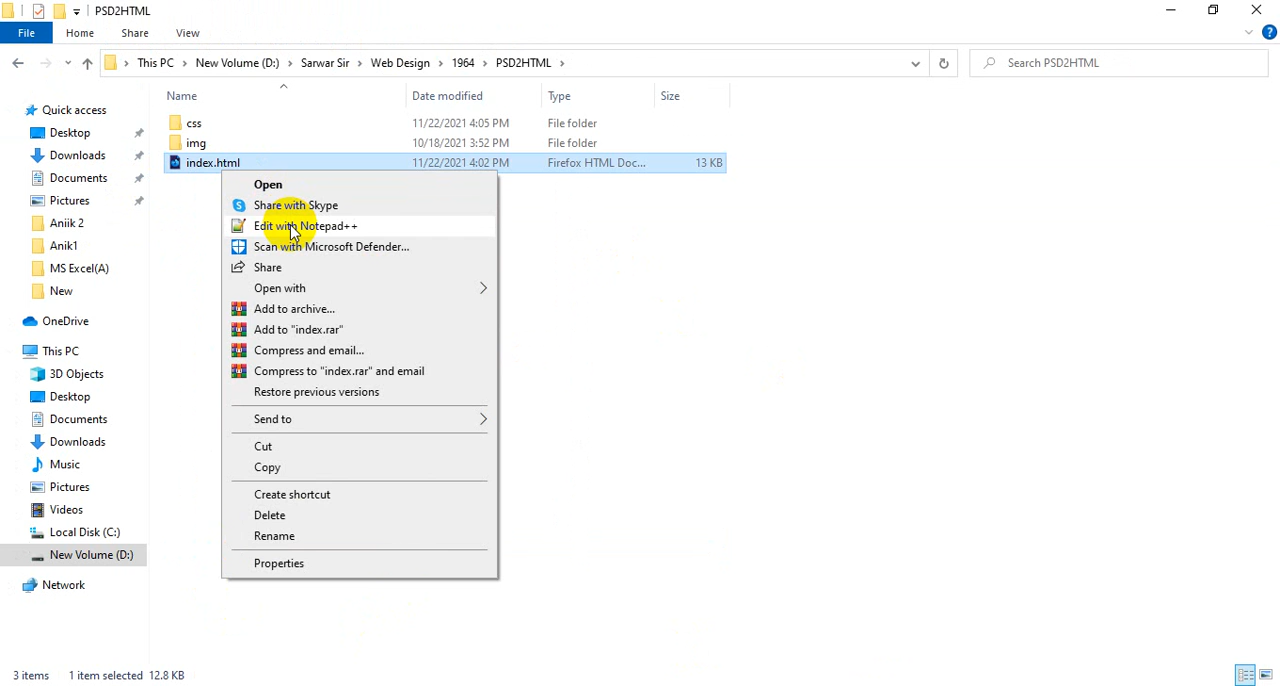 PSD2HTML
File Home Share View
This PC New Volume (D:) Sarwar Sir Web Design 1964 PSD2HTML
Search PSD2HTML
Name Date modified Type Size
Quick access
Desktop
Downloads
Documents
Pictures
Aniik 2
Anik1
MS Excel(A)
New
OneDrive
This PC
3D Objects
Desktop
Documents
Downloads
Music
Pictures
Videos
Local Disk (C:)
New Volume (D:)
Network
css 11/22/2021 4:05 PM File folder
img 10/18/2021 3:52 PM File folder
index.html 11/22/2021 4:02 PM Firefox HTML Doc... 13 KB
Open
Share with Skype
Edit with Notepad++
Scan with Microsoft Defender...
Share
Open with
Add to archive...
Add to "index.rar"
Compress and email...
Compress to "index.rar" and email
Restore previous versions
Send to
Cut
Copy
Create shortcut
Delete
Rename
Properties
3 items 1 item selected 12.8 KB